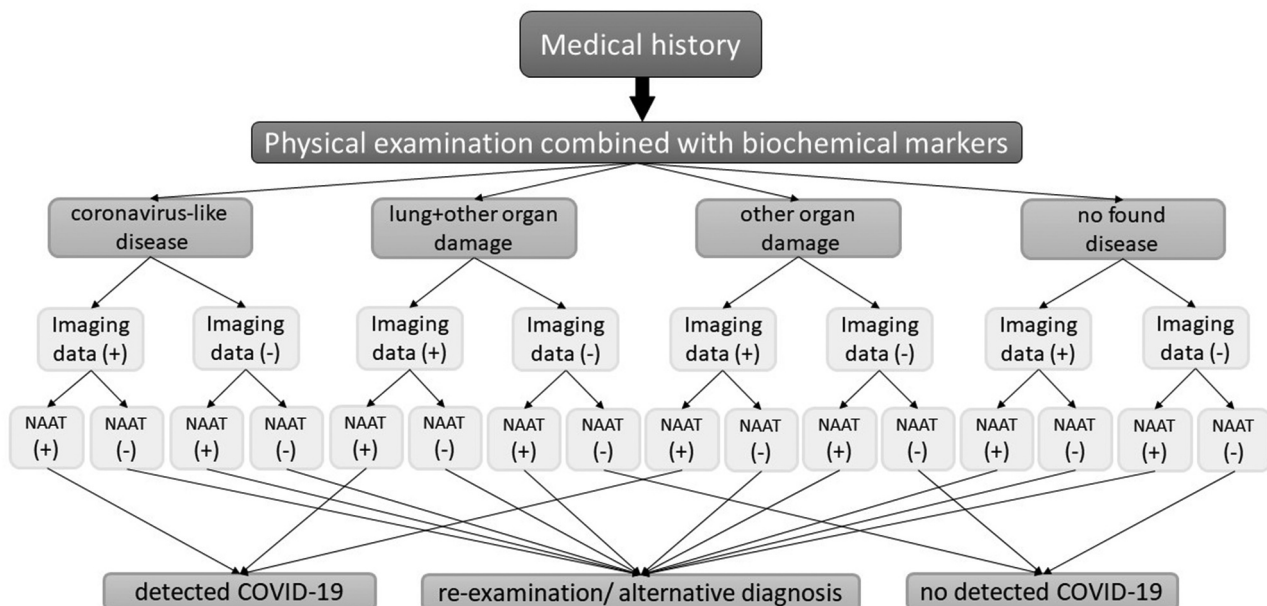 Medical history
Physical examination combined with biochemical markers
coronavirus-like
disease
lung+other organ
damage
other organ
damage
no found
disease
Imaging
data (+)
Imaging
data (-)
Imaging
data (+)
Imaging
data (-)
Imaging
data (+)
Imaging
data (-)
Imaging
data (+)
Imaging
data (-)
NAAT
(+)
NAAT
(-)
NAAT
(+)
NAAT
(-)
NAAT
(+)
NAAT
(-)
NAAT
(+)
NAAT
(-)
NAAT
(+)
NAAT
(-)
NAAT
(+)
NAAT
(-)
NAAT
(+)
NAAT
(-)
NAAT
(+)
NAAT
(-)
detected COVID-19
re-examination/ alternative diagnosis
no detected COVID-19